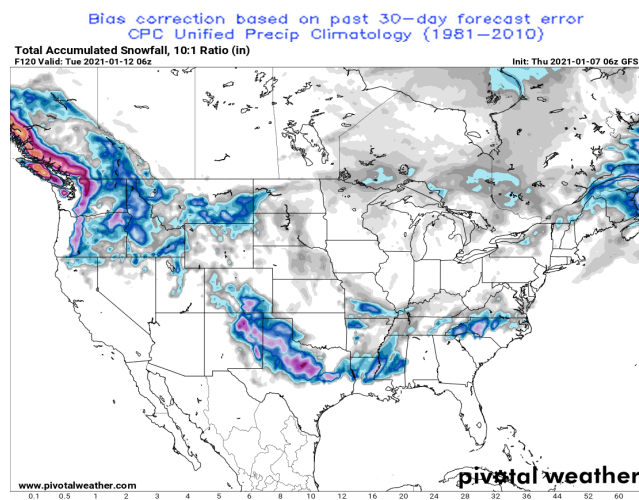 Bias correction based on past 30-day forecast error
CPC Unified Precip Climatology (1981-2010)
Total Accumulated Snowfall, 10:1 Ratio (in)
F120 Valid: Tue 2021-01-12 06z Init: Thu 2021-01-07 06z GFS
www.pivotalweather.com
pivotal weather
0.1 0.5 1 2 3 4 5 6 7 8 10 12 14 16 20 24 28 32 36 44 52 60